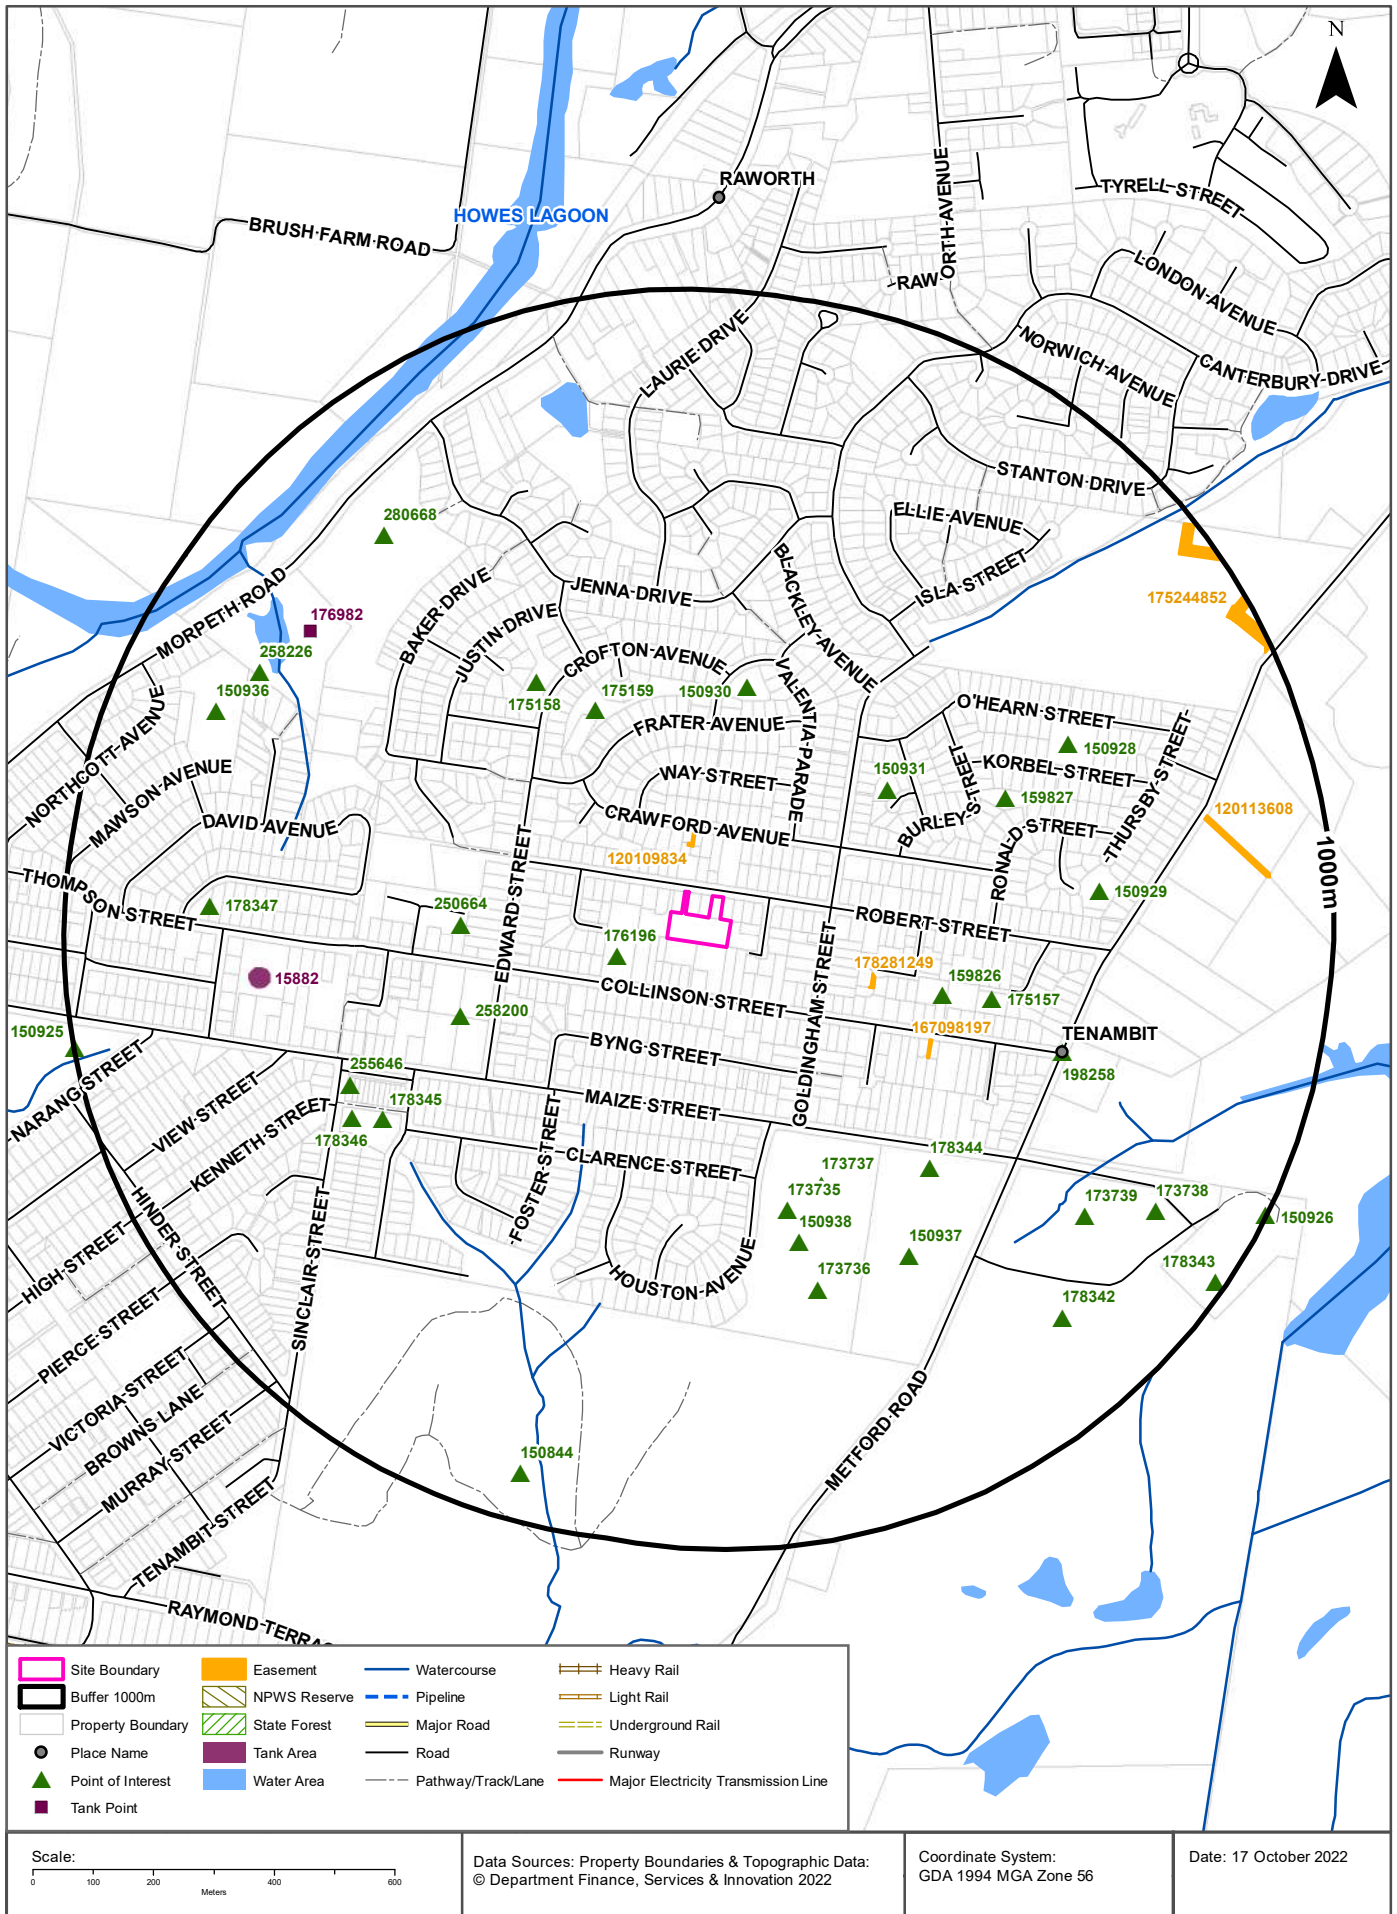 N
RAWORTH
HOWES LAGOON
BRUSH FARM ROAD
RAWORTH AVENUE
TYRELL STREET
LONDON AVENUE
NORWICH AVENUE
CANTERBURY DRIVE
LAURIE DRIVE
STANTON DRIVE
ELLIE AVENUE
ISLA STREET
280668
BLACKLEY AVENUE
JENNA DRIVE
BAKER DRIVE
JUSTIN DRIVE
MORPETH ROAD
176982
258226
150936
175244852
CROFTON AVENUE
175158
175159
150930
VALENTIA PARADE
FRATER AVENUE
O'HEARN STREET
150928
KORBEL STREET
THURSBY STREET
NORTHCOTT AVENUE
MAWSON AVENUE
WAY STREET
150931
BURLEY STREET
159827
120113608
DAVID AVENUE
CRAWFORD AVENUE
120109834
RONALD STREET
1000m
THOMPSON STREET
178347
250664
EDWARD STREET
150929
ROBERT STREET
176196
178281249
15882
COLLINSON STREET
GOLDINGHAM STREET
159826
175157
258200
167098197
TENAMBIT
198258
150925
BYNG STREET
NARANG STREET
255646
VIEW STREET
MAIZE STREET
178345
KENNETH STREET
178346
FOSTER STREET
CLARENCE STREET
178344
173737
173735
150938
173739
173738
150926
HINDER STREET
SINCLAIR STREET
150937
HIGH STREET
HOUSTON AVENUE
173736
178343
178342
PIERCE STREET
VICTORIA STREET
BROWNS LANE
METFORD ROAD
MURRAY STREET
150844
TENAMBIT STREET
RAYMOND TERRAC
Site Boundary
Buffer 1000m
Property Boundary
Place Name
Point of Interest
Tank Point
Easement
NPWS Reserve
State Forest
Tank Area
Water Area
Watercourse
Pipeline
Major Road
Road
Pathway/Track/Lane
Heavy Rail
Light Rail
Underground Rail
Runway
Major Electricity Transmission Line
Scale:
0 100 200 400 600
Meters
Data Sources: Property Boundaries & Topographic Data:
© Department Finance, Services & Innovation 2022
Coordinate System:
GDA 1994 MGA Zone 56
Date: 17 October 2022